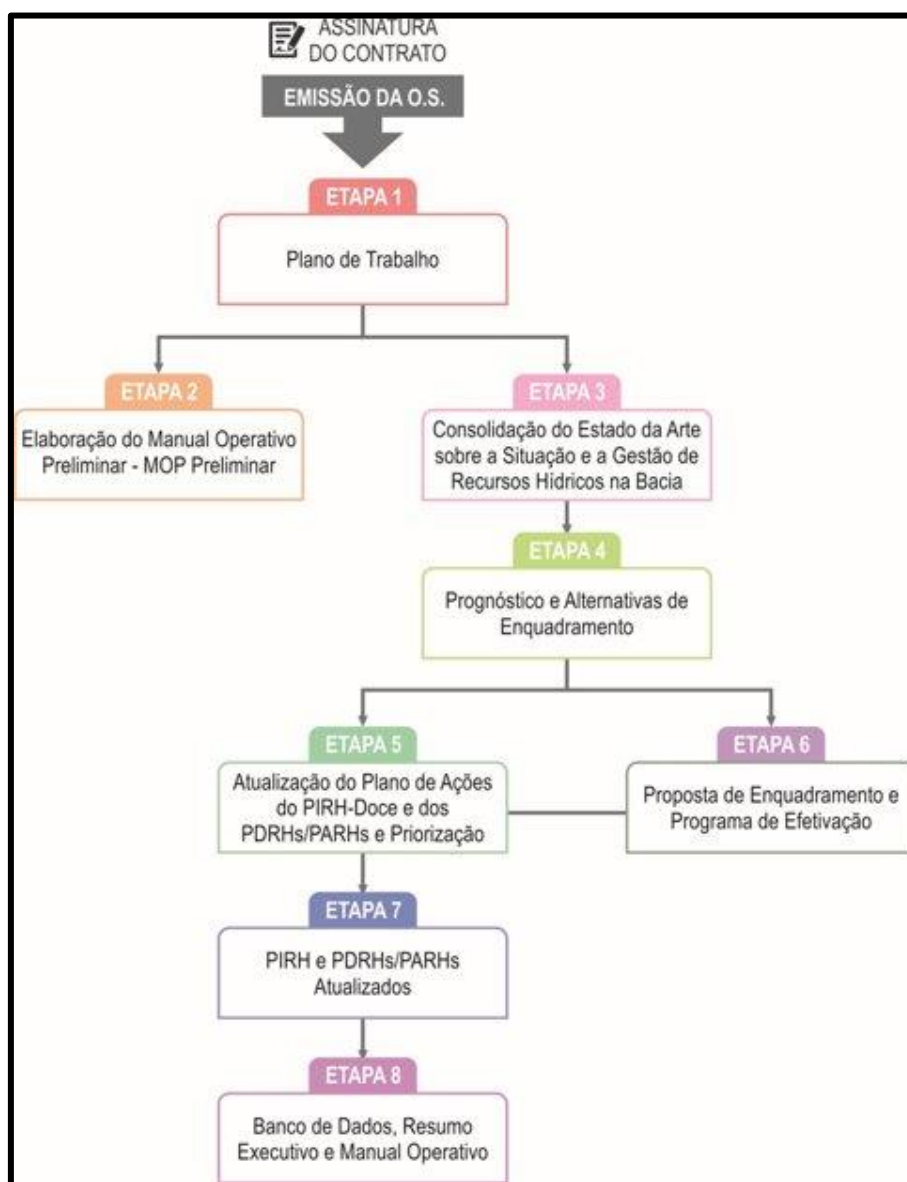 ASSINATURA
DO CONTRATO
EMISSÃO DA O.S.
ETAPA 1
Plano de Trabalho
ETAPA 2
Elaboração do Manual Operativo
Preliminar - MOP Preliminar
ETAPA 3
Consolidação do Estado da Arte
sobre a Situação e a Gestão de
Recursos Hídricos na Bacia
ETAPA 4
Prognóstico e Alternativas de
Enquadramento
ETAPA 5
Atualização do Plano de Ações
do PIRH-Doce e dos
PDRHs/PARHs e Priorização
ETAPA 6
Proposta de Enquadramento e
Programa de Efetivação
ETAPA 7
PIRH e PDRHs/PARHs
Atualizados
ETAPA 8
Banco de Dados, Resumo
Executivo e Manual Operativo